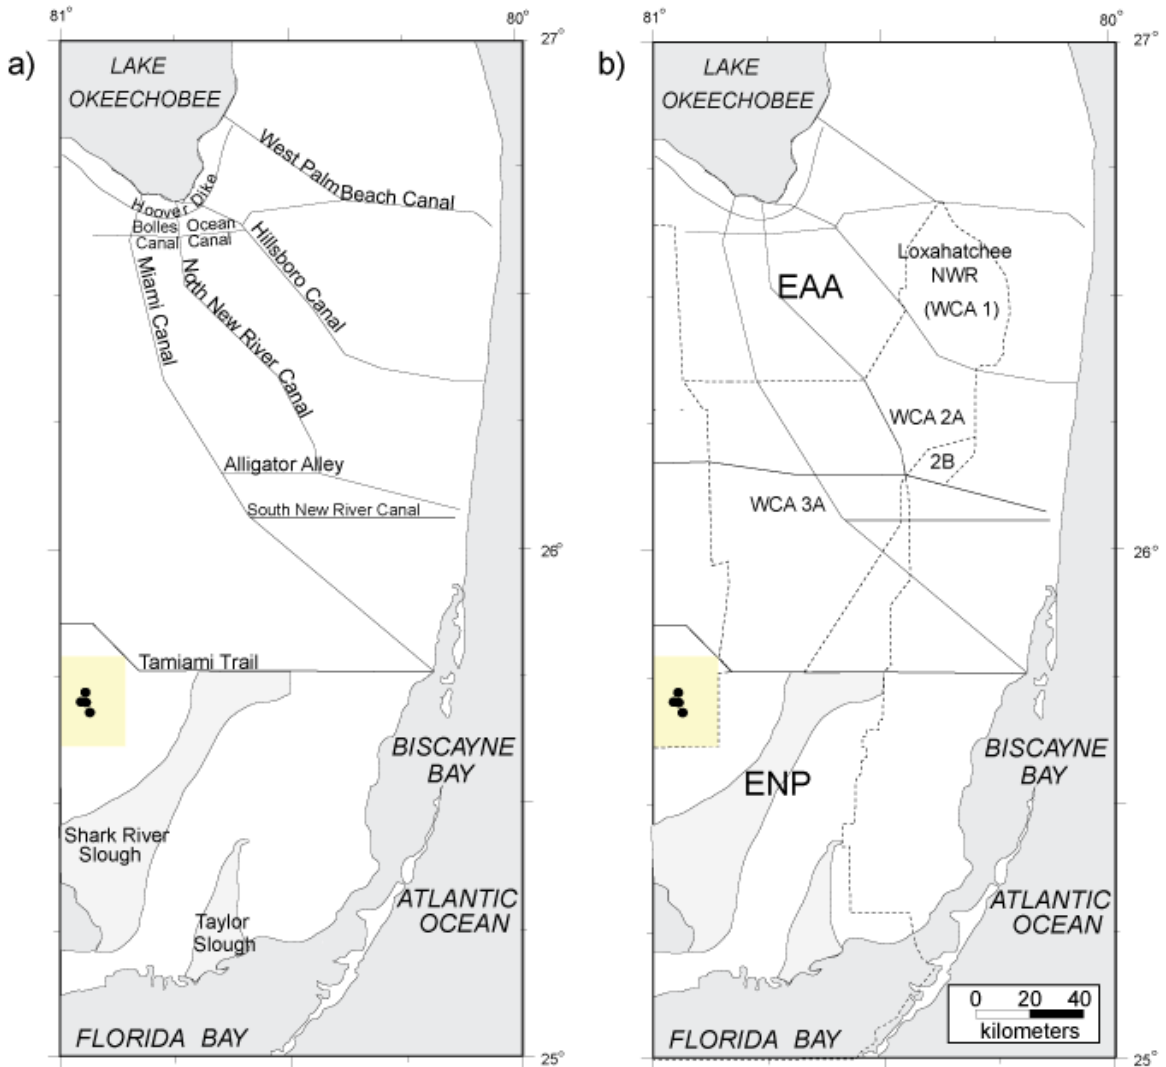 81°
80°
27°
a)
LAKE
OKEECHOBEE
West Palm Beach Canal
Hoover Dike
Bolles
Canal
Ocean
Canal
Hillsboro Canal
Miami Canal
North New River Canal
Alligator Alley
South New River Canal
26°
Tamiami Trail
BISCAYNE
BAY
Shark River
Slough
Taylor
Slough
ATLANTIC
OCEAN
FLORIDA BAY
25°
81°
80°
27°
b)
LAKE
OKEECHOBEE
Loxahatchee
NWR
(WCA 1)
EAA
WCA 2A
2B
WCA 3A
26°
BISCAYNE
BAY
ENP
ATLANTIC
OCEAN
0 20 40
kilometers
FLORIDA BAY
25°